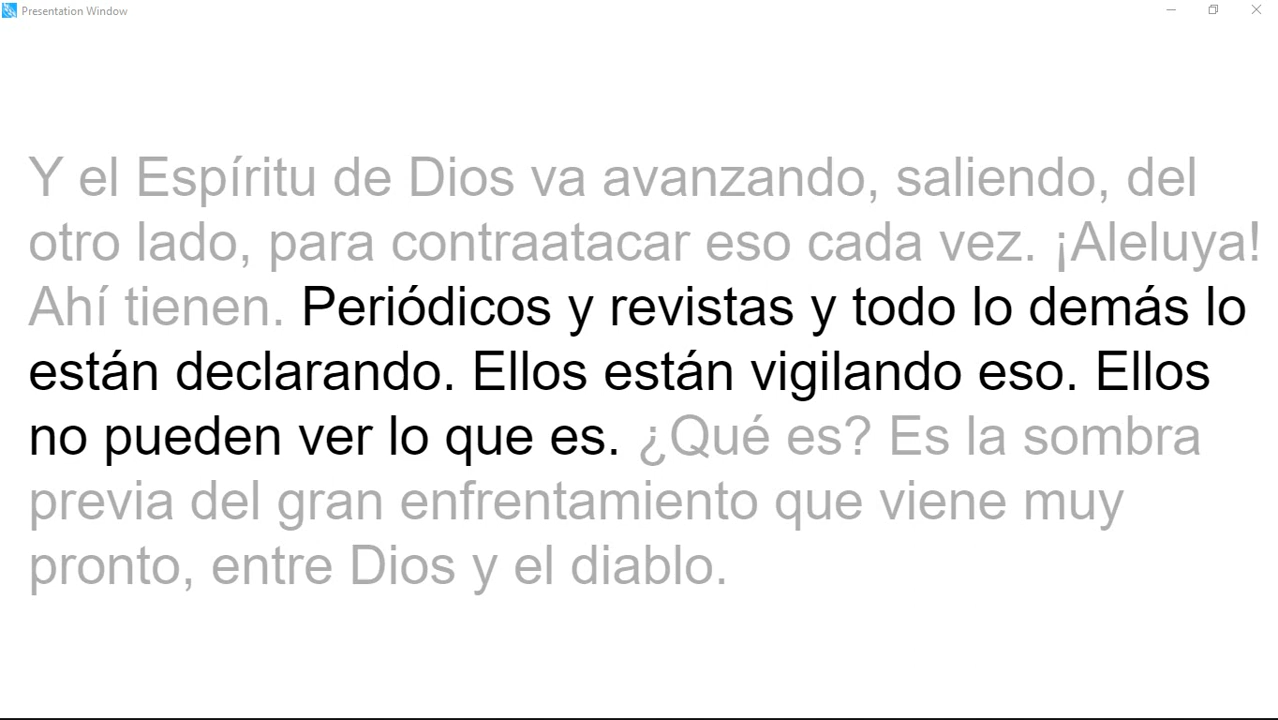 Presentation Window
Y el Espíritu de Dios va avanzando, saliendo, del
otro lado, para contraatacar eso cada vez. ¡Aleluya!
Ahí tienen. Periódicos y revistas y todo lo demás lo
están declarando. Ellos están vigilando eso. Ellos
no pueden ver lo que es. ¿Qué es? Es la sombra
previa del gran enfrentamiento que viene muy
pronto, entre Dios y el diablo.